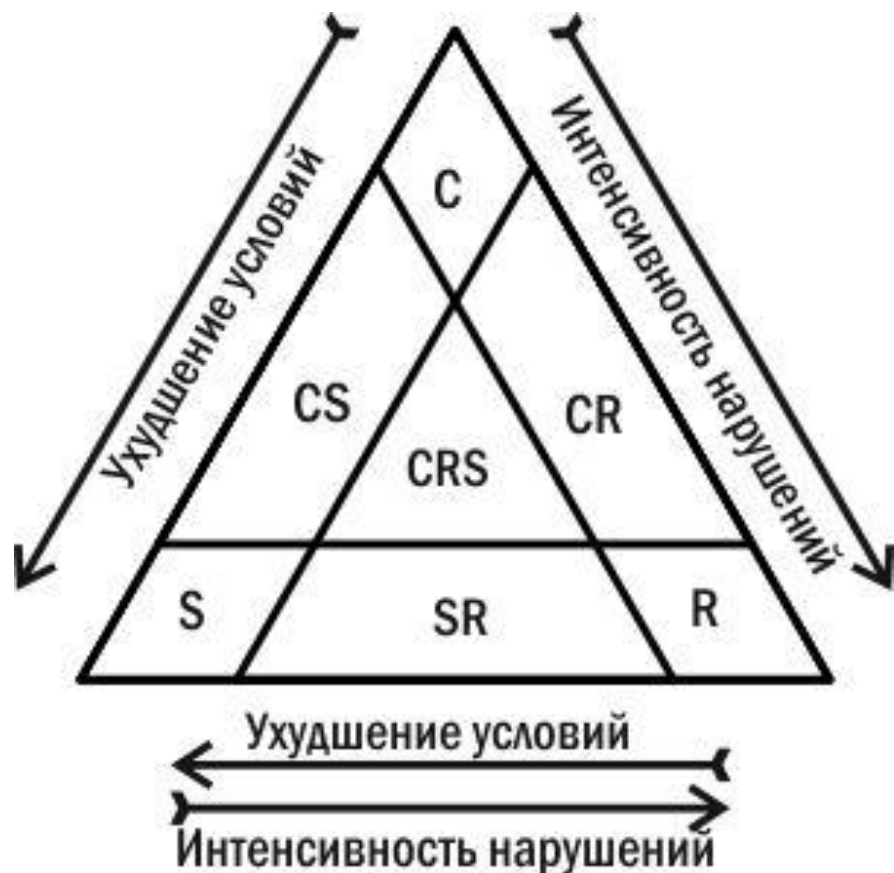 Ухудшение условий
Интенсивность нарушений
C
CS
CR
CRS
S
SR
R
Ухудшение условий
Интенсивность нарушений